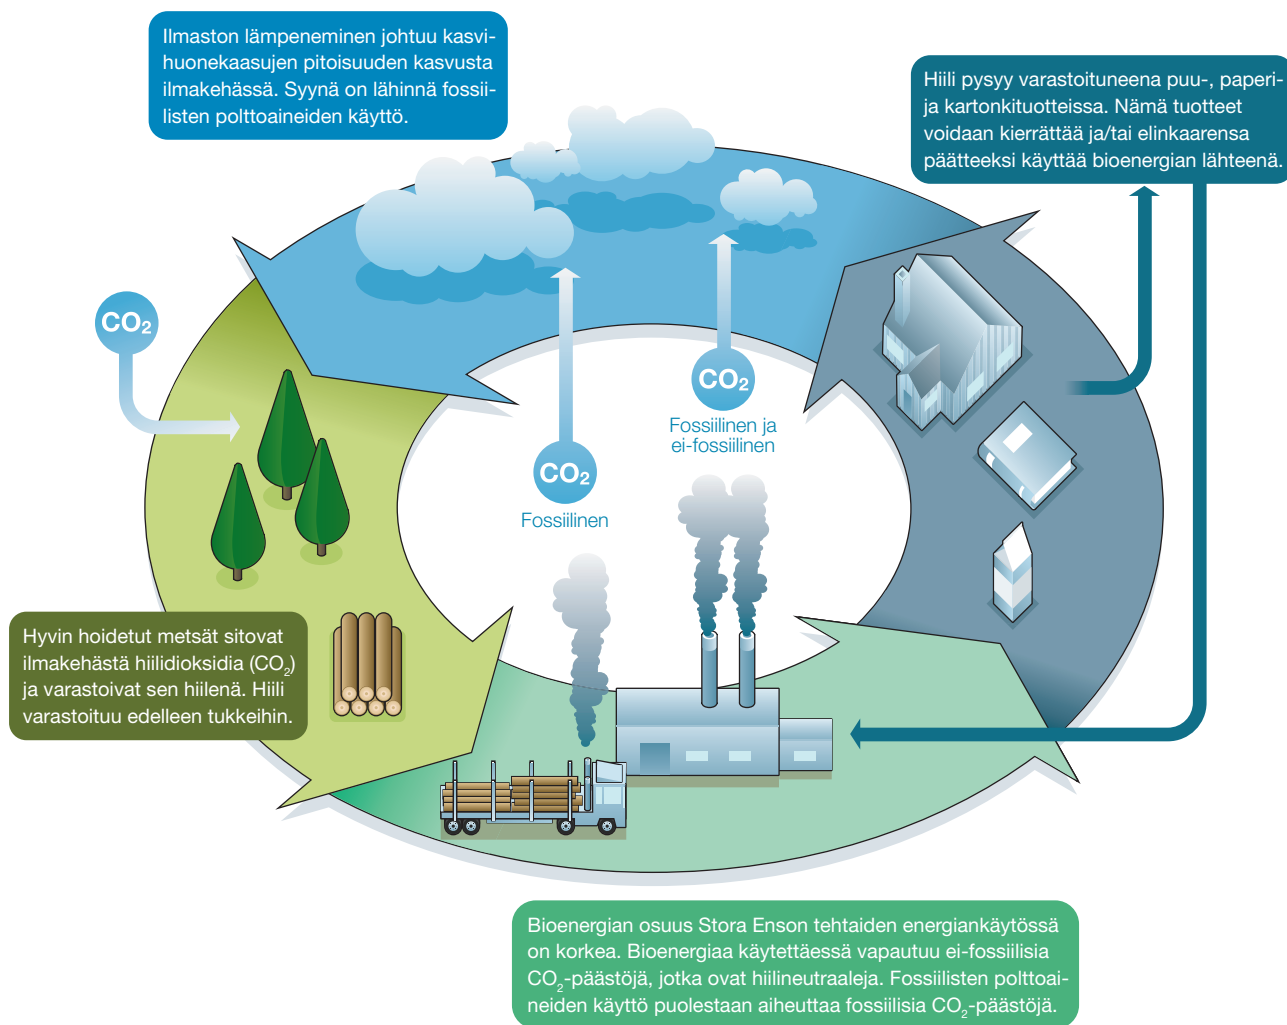 Ilmaston lämpeneminen johtuu kasvi-
huonekaasujen pitoisuuden kasvusta
ilmakehässä. Syynä on lähinnä fossii-
listen polttoaineiden käyttö.
Hiili pysyy varastoituneena puu-, paperi-
ja kartonkituotteissa. Nämä tuotteet
voidaan kierrättää ja/tai elinkaarensa
päätteeksi käyttää bioenergian lähteenä.
CO₂
CO₂
Fossiilinen ja
ei-fossiilinen
CO₂
Fossiilinen
Hyvin hoidetut metsät sitovat
ilmakehästä hiilidioksidia (CO₂)
ja varastoivat sen hiilenä. Hiili
varastoituu edelleen tukkeihin.
Bioenergian osuus Stora Enson tehtaiden energiankäytössä
on korkea. Bioenergiaa käytettäessä vapautuu ei-fossiilisia
CO₂-päästöjä, jotka ovat hiilineutraaleja. Fossiilisten polttoai-
neiden käyttö puolestaan aiheuttaa fossiilisia CO₂-päästöjä.